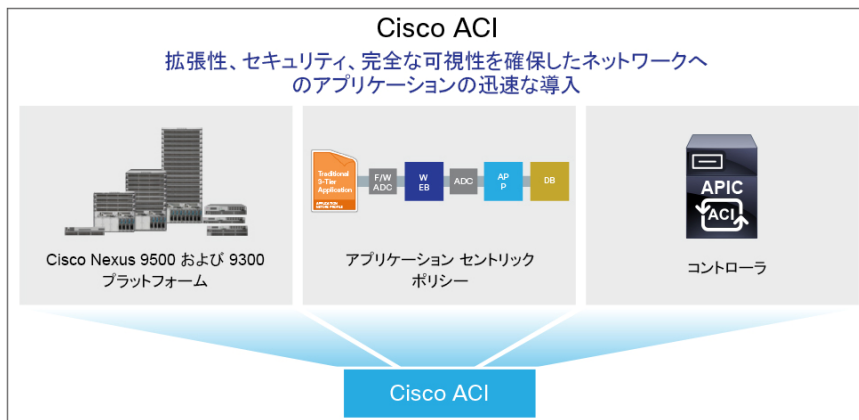 Cisco ACI
拡張性、セキュリティ、完全な可視性を確保したネットワークへ
のアプリケーションの迅速な導入
Traditional
3-Tier
Application
F/W
ADC
W
EB
ADC
AP
P
DB
APIC
ACI
Cisco Nexus 9500 および 9300
プラットフォーム
アプリケーション セントリック
ポリシー
コントローラ
Cisco ACI